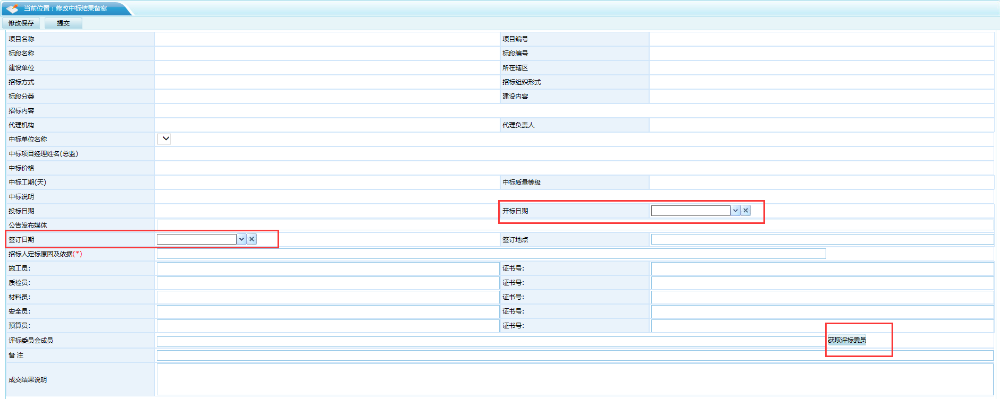 当前位置：修改中标结果备案
修改保存 提交
项目名称 项目编号
标段名称 标段编号
建设单位 所在辖区
招标方式 招标组织形式
标段分类 建设内容
招标内容
代理机构 代理负责人
中标单位名称
中标项目经理姓名(总监)
中标价格
中标工期(天) 中标质量等级
中标说明
投标日期 开标日期
公告发布媒体
签订日期 签订地点
招标人定标原因及依据(*)
施工员: 证书号:
质检员: 证书号:
材料员: 证书号:
安全员: 证书号:
预算员: 证书号:
评标委员会成员 获取评标委员
备 注
成交结果说明